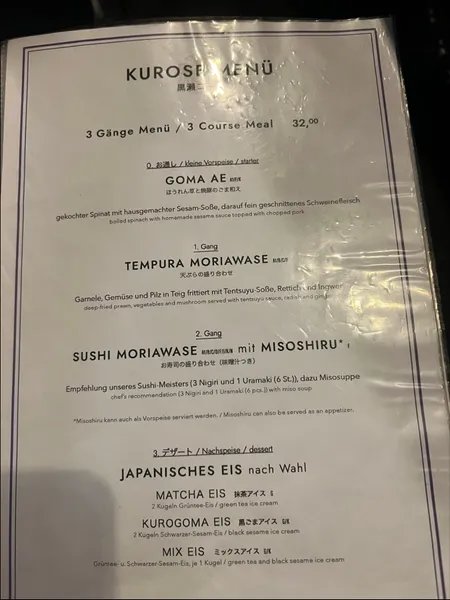 KUROSE MENÜ
黒瀬
3 Gänge Menü / 3 Course Meal 32,00
0. お通し / kleine Vorspeise / starter
GOMA AE
ほうれん草と胡麻のごま和え
gekochter Spinat mit hausgemachter Sesam-Soße, darauf fein geschnittenes Schweinefleisch
boiled spinach with homemade sesame sauce topped with chopped pork
1. Gang
TEMPURA MORIAWASE
天ぷらの盛り合わせ
Garnele, Gemüse und Pilz in Teig frittiert mit Tentsuyu-Soße, Rettich und Ingwer
deep fried prawn, vegetables and mushroom served with tentsuyu sauce, radish and ginger
2. Gang
SUSHI MORIAWASE mit MISOSHIRU*
お寿司の盛り合わせ (味噌汁つき)
Empfehlung unseres Sushi-Meisters (3 Nigiri und 1 Uramaki (6 St.)), dazu Misosuppe
chef's recommendation (3 Nigiri and 1 Uramaki (6 pcs.)) with miso soup
*Misoshiru kann auch als Vorspeise serviert werden. / Misoshiru can also be served as an appetizer.
3. デザート / Nachspeise / dessert
JAPANISCHES EIS nach Wahl
MATCHA EIS 抹茶アイス G
2 Kugeln Grüntee-Eis / green tea ice cream
KUROGOMA EIS 黒ごまアイス G/K
2 Kugeln Schwarzer-Sesam-Eis / black sesame ice cream
MIX EIS ミックスアイス G/K
Grüntee- u. Schwarzer-Sesam-Eis, je 1 Kugel / green tea and black sesame ice cream